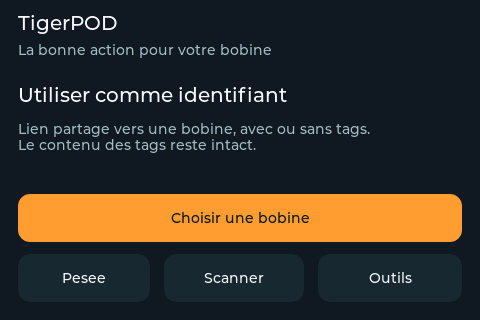 TigerPOD
La bonne action pour votre bobine
Utiliser comme identifiant
Lien partage vers une bobine, avec ou sans tags.
Le contenu des tags reste intact.
Choisir une bobine
Pesee
Scanner
Outils